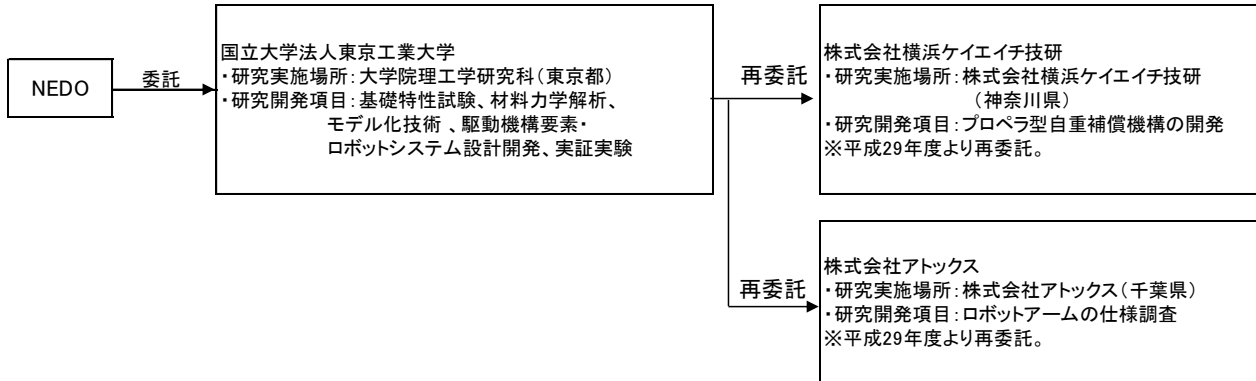 NEDO
委託
国立大学法人東京工業大学
・研究実施場所：大学院理工学研究科（東京都）
・研究開発項目：基礎特性試験、材料力学解析、
モデル化技術 、駆動機構要素・
ロボットシステム設計開発、実証実験
再委託
株式会社横浜ケイエイチ技研
・研究実施場所：株式会社横浜ケイエイチ技研
（神奈川県）
・研究開発項目：プロペラ型自重補償機構の開発
※平成29年度より再委託。
再委託
株式会社アトックス
・研究実施場所：株式会社アトックス（千葉県）
・研究開発項目：ロボットアームの仕様調査
※平成29年度より再委託。